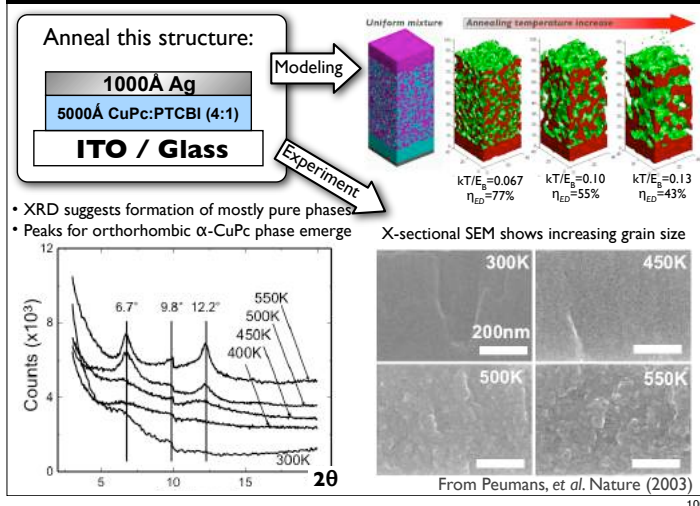 Anneal this structure:
1000Å Ag
5000Å CuPc:PTCBI (4:1)
ITO / Glass
Modeling
Experiment
Uniform mixture
Annealing temperature increase
kT/E_B=0.067
η_ED=77%
kT/E_B=0.10
η_ED=55%
kT/E_B=0.13
η_ED=43%
• XRD suggests formation of mostly pure phases
• Peaks for orthorhombic α-CuPc phase emerge
Counts (x10³)
12
8
4
0
6.7°
9.8°
12.2°
550K
500K
450K
400K
300K
5
10
15
2θ
X-sectional SEM shows increasing grain size
300K
200nm
450K
500K
550K
From Peumans, et al. Nature (2003)